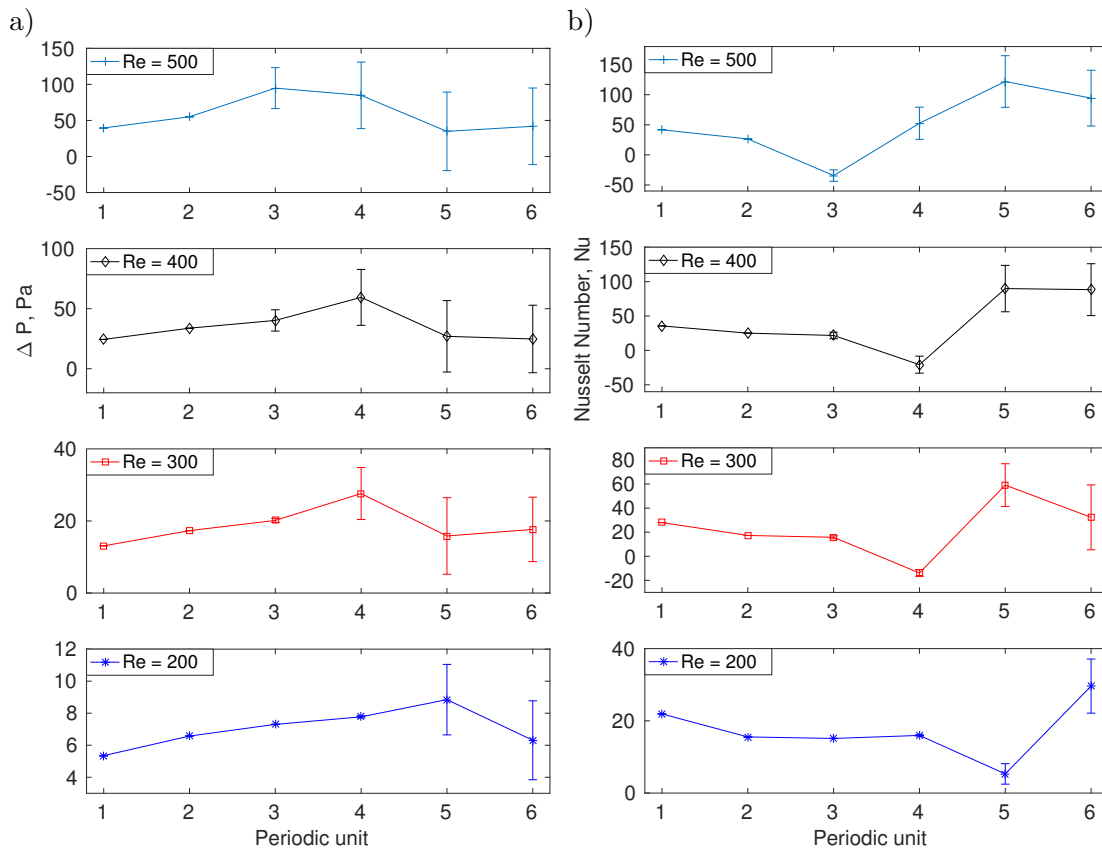 a)
150
100
50
0
-50
Re = 500
1 2 3 4 5 6
100
50
0
Re = 400
1 2 3 4 5 6
Δ P, Pa
40
20
0
Re = 300
1 2 3 4 5 6
12
10
8
6
4
Re = 200
1 2 3 4 5 6
Periodic unit
b)
150
100
50
0
-50
Re = 500
1 2 3 4 5 6
150
100
50
0
-50
Re = 400
1 2 3 4 5 6
Nusselt Number, Nu
80
60
40
20
0
-20
Re = 300
1 2 3 4 5 6
40
20
0
Re = 200
1 2 3 4 5 6
Periodic unit